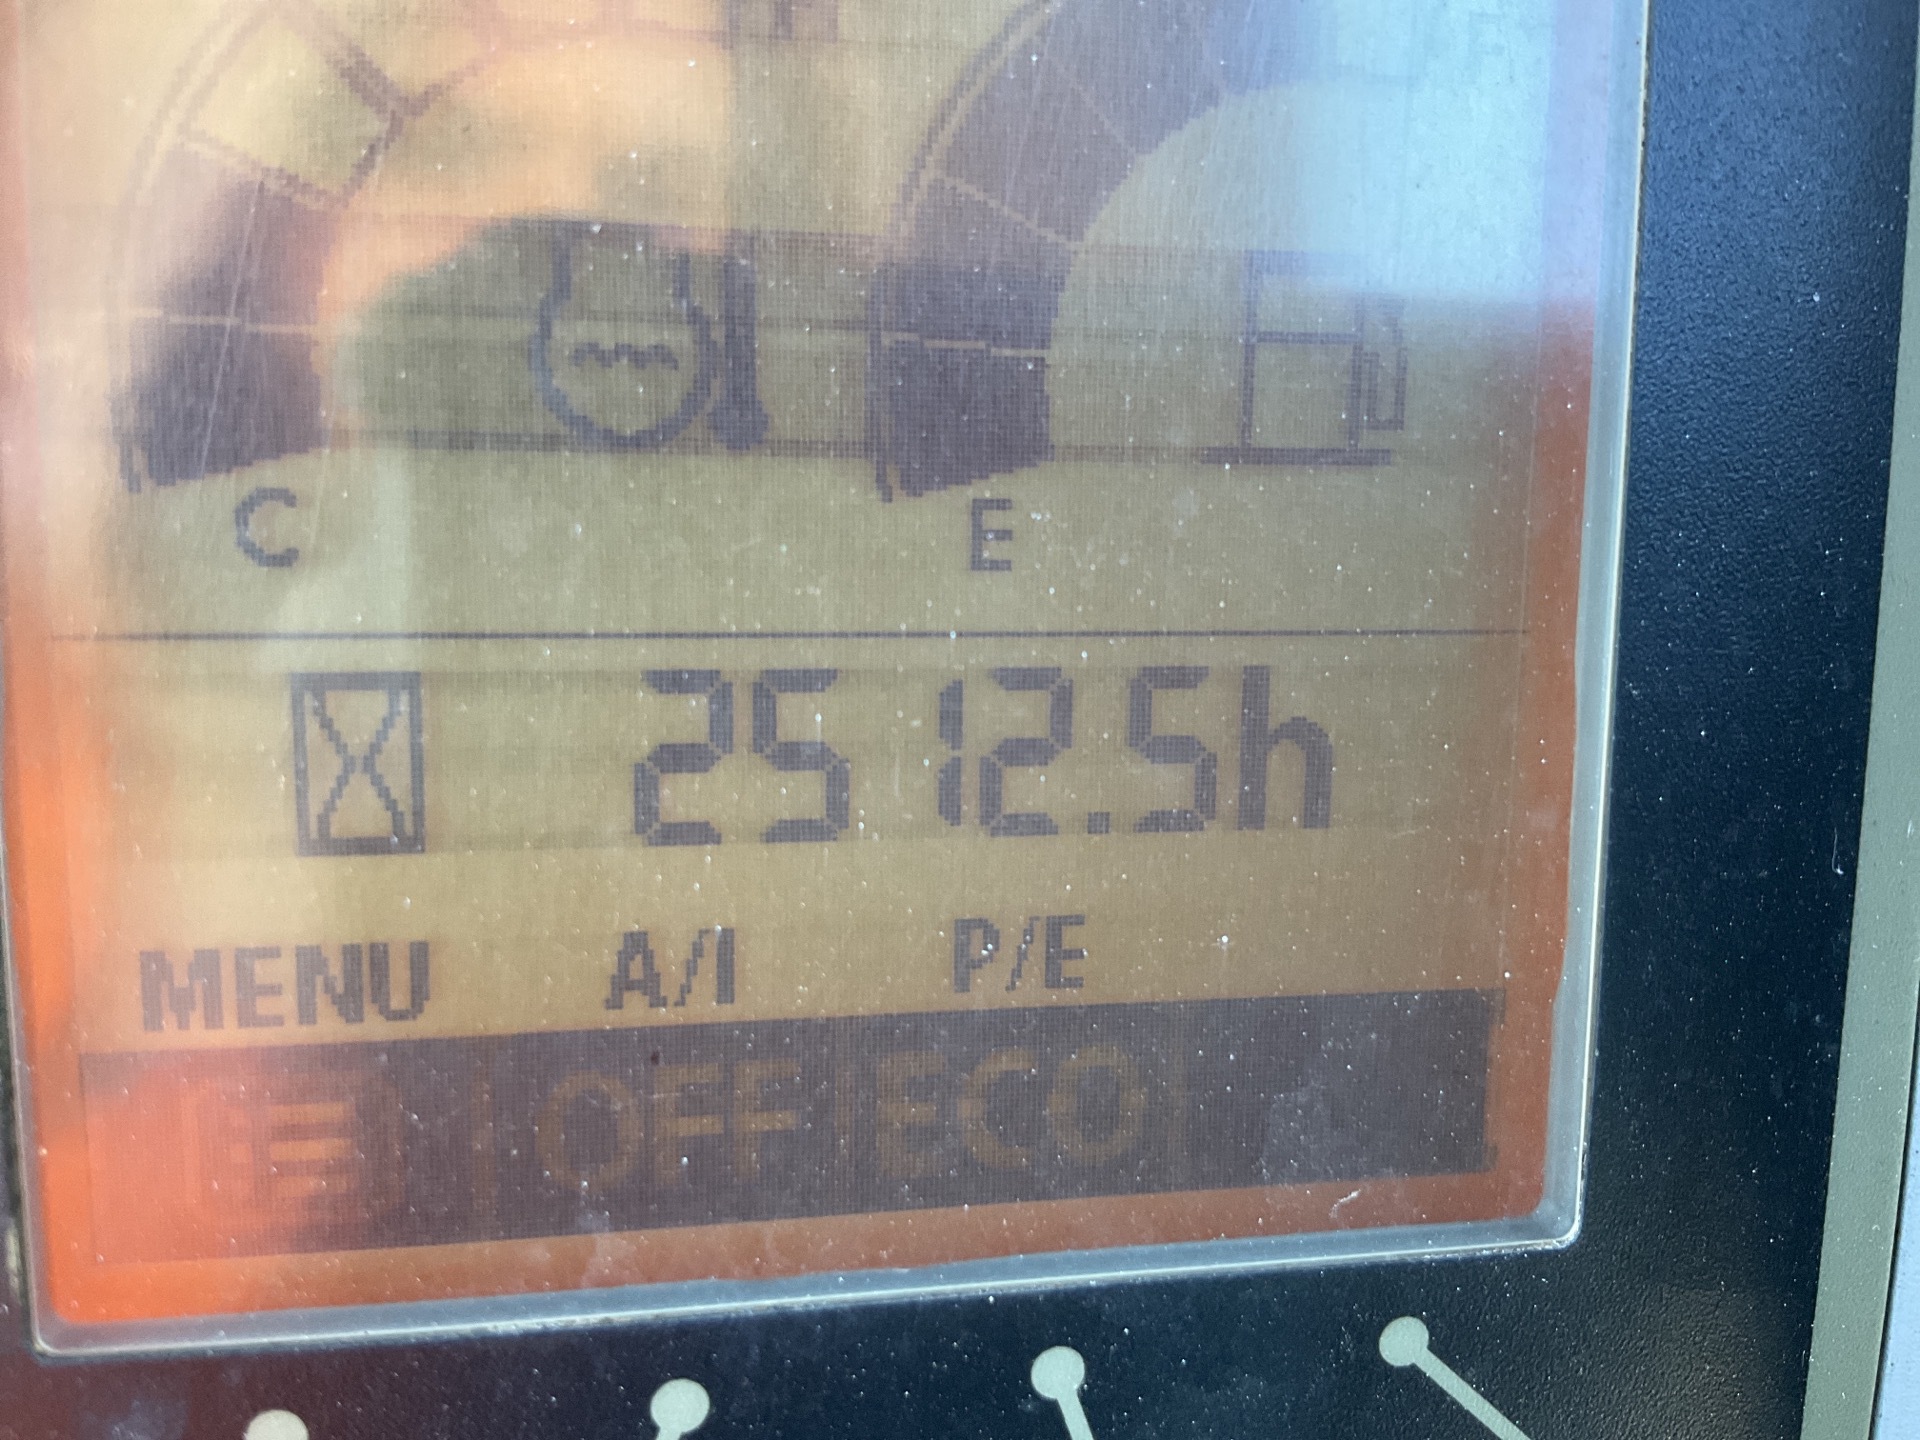 C E
2512.5h
MENU A/I P/E
OFF ECO